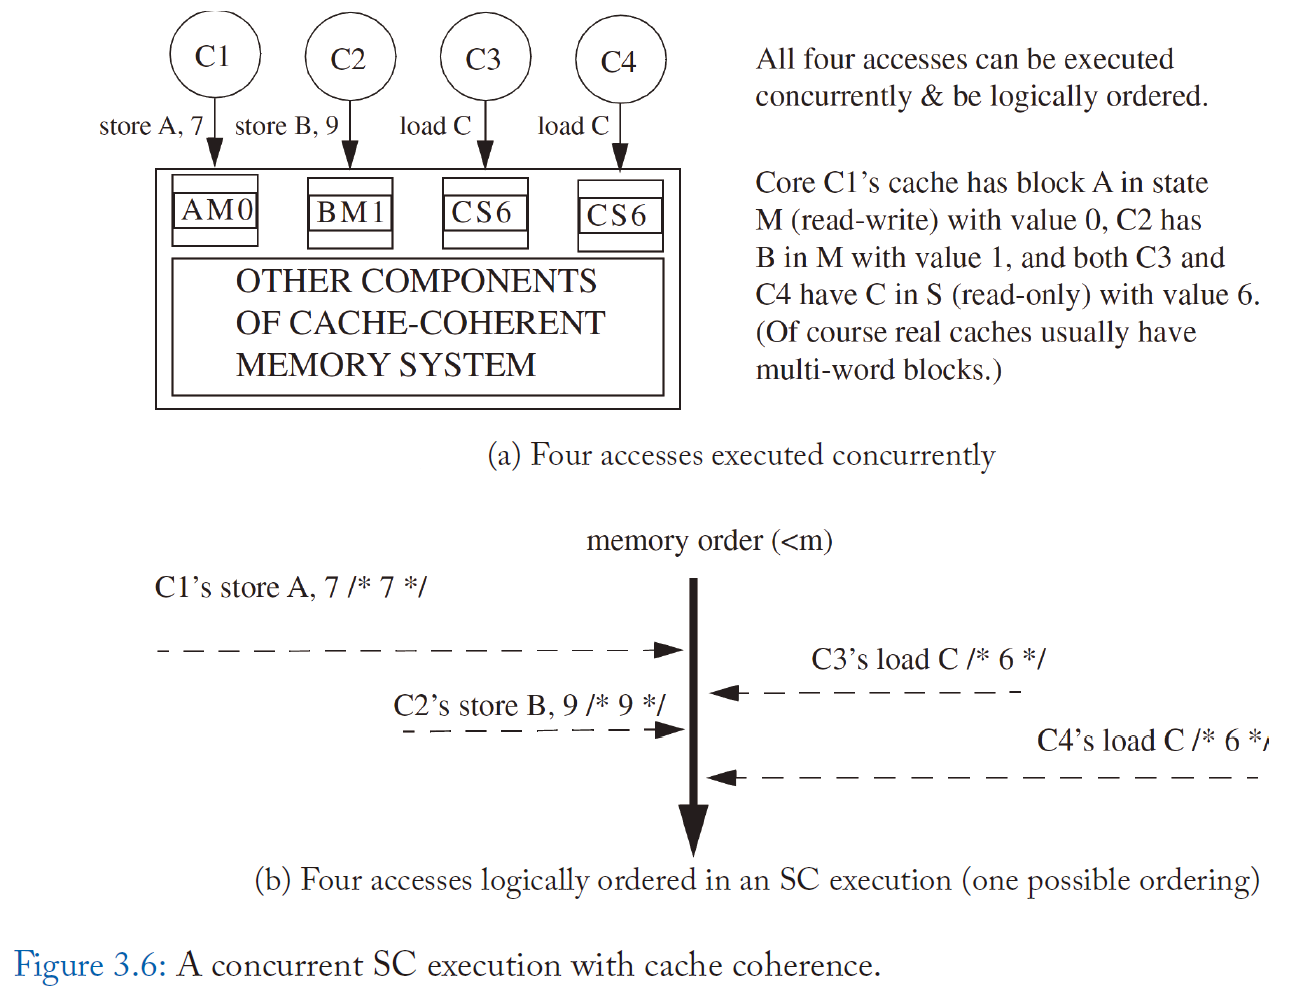 C1
C2
C3
C4
store A, 7
store B, 9
load C
load C
A M 0
B M 1
C S 6
C S 6
OTHER COMPONENTS
OF CACHE-COHERENT
MEMORY SYSTEM
All four accesses can be executed
concurrently & be logically ordered.
Core C1's cache has block A in state
M (read-write) with value 0, C2 has
B in M with value 1, and both C3 and
C4 have C in S (read-only) with value 6.
(Of course real caches usually have
multi-word blocks.)
(a) Four accesses executed concurrently
memory order (<m)
C1's store A, 7 /* 7 */
C3's load C /* 6 */
C2's store B, 9 /* 9 */
C4's load C /* 6 */
(b) Four accesses logically ordered in an SC execution (one possible ordering)
Figure 3.6: A concurrent SC execution with cache coherence.